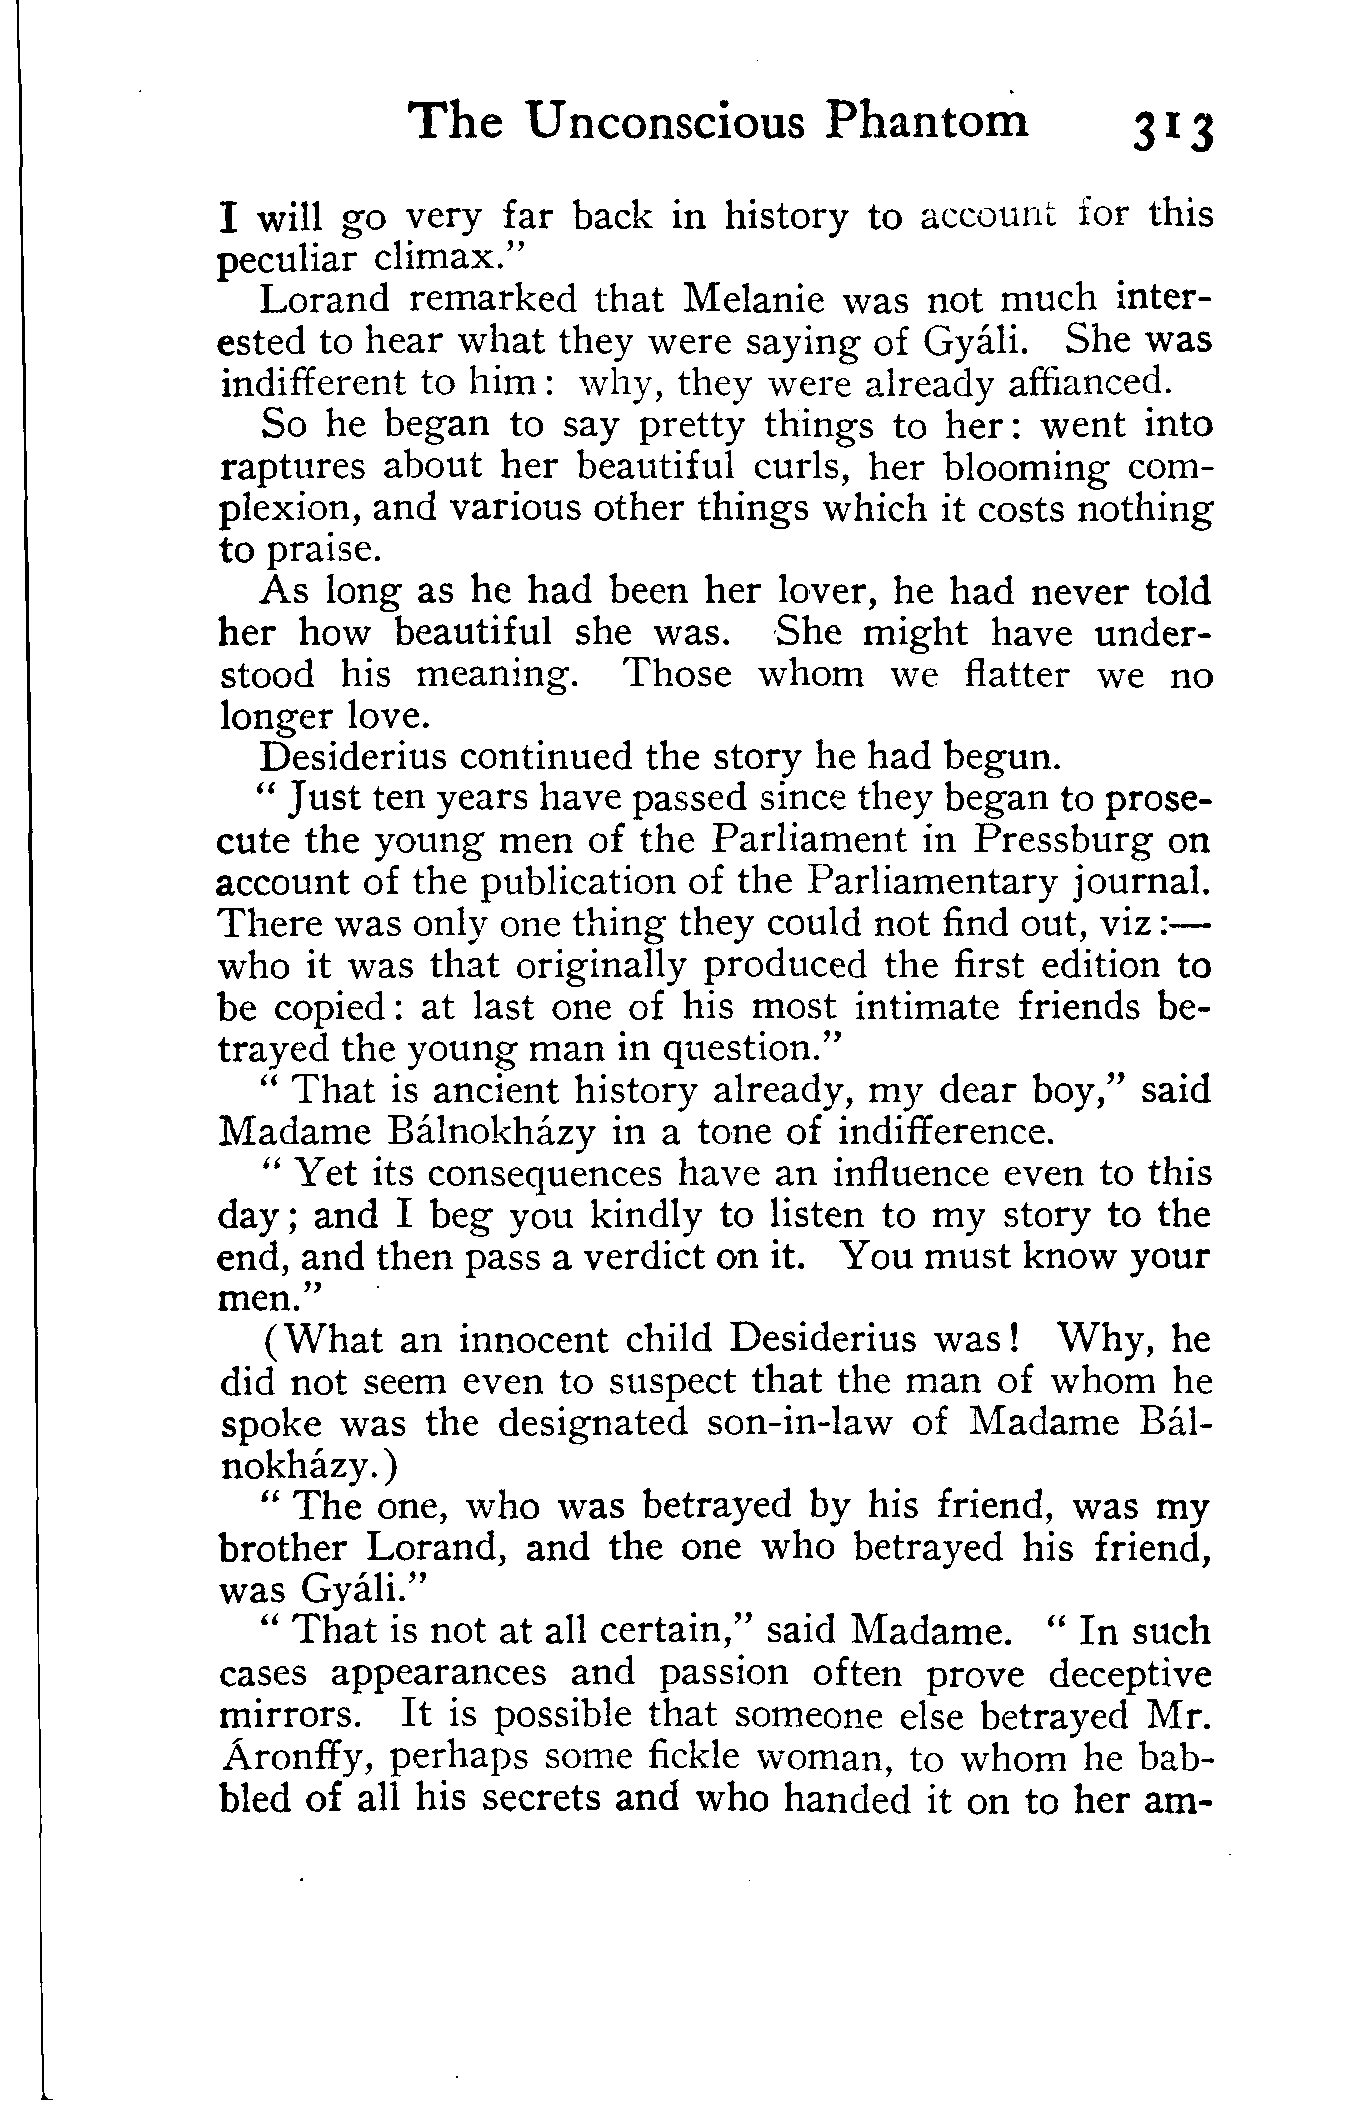 The Unconscious Phantom 313
I will go very far back in history to account for this
peculiar climax."
Lorand remarked that Melanie was not much inter-
ested to hear what they were saying of Gyáli. She was
indifferent to him: why, they were already affianced.
So he began to say pretty things to her: went into
raptures about her beautiful curls, her blooming com-
plexion, and various other things which it costs nothing
to praise.
As long as he had been her lover, he had never told
her how beautiful she was. She might have under-
stood his meaning. Those whom we flatter we no
longer love.
Desiderius continued the story he had begun.
"Just ten years have passed since they began to prose-
cute the young men of the Parliament in Pressburg on
account of the publication of the Parliamentary journal.
There was only one thing they could not find out, viz:—
who it was that originally produced the first edition to
be copied: at last one of his most intimate friends be-
trayed the young man in question."
"That is ancient history already, my dear boy," said
Madame Bálnokházy in a tone of indifference.
"Yet its consequences have an influence even to this
day; and I beg you kindly to listen to my story to the
end, and then pass a verdict on it. You must know your
men."
(What an innocent child Desiderius was! Why, he
did not seem even to suspect that the man of whom he
spoke was the designated son-in-law of Madame Bál-
nokházy.)
"The one, who was betrayed by his friend, was my
brother Lorand, and the one who betrayed his friend,
was Gyáli."
"That is not at all certain," said Madame. "In such
cases appearances and passion often prove deceptive
mirrors. It is possible that someone else betrayed Mr.
Áronffy, perhaps some fickle woman, to whom he bab-
bled of all his secrets and who handed it on to her am-